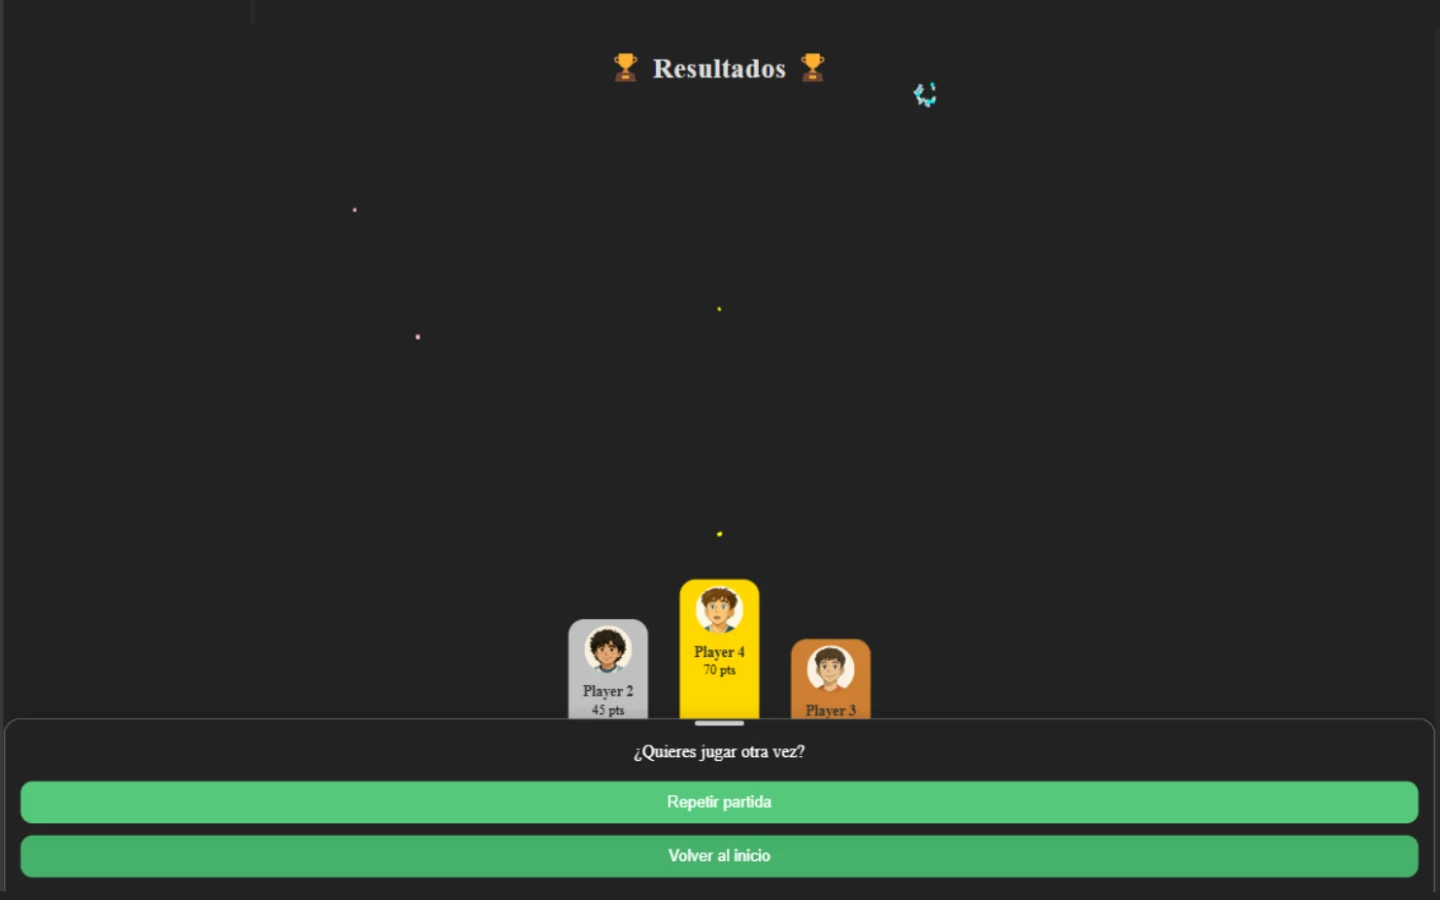 🏆 Resultados 🏆
Player 4
70 pts
Player 2
45 pts
Player 3
¿Quieres jugar otra vez?
Repetir partida
Volver al inicio